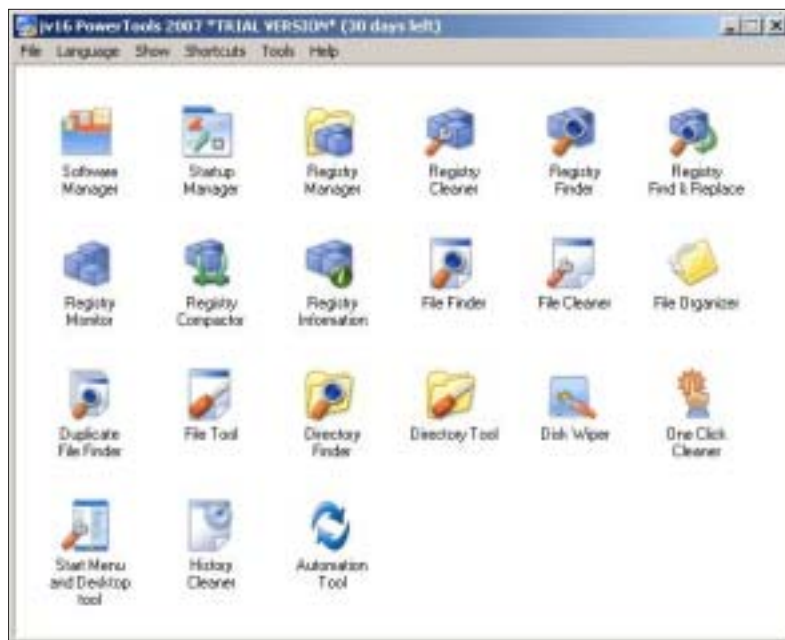 jv16 PowerTools 2007 *TRIAL VERSION* (30 days left)
File Language Show Shortcuts Tools Help
Software Manager
Startup Manager
Registry Manager
Registry Cleaner
Registry Finder
Registry Find & Replace
Registry Monitor
Registry Compactor
Registry Information
File Finder
File Cleaner
File Organizer
Duplicate File Finder
File Tool
Directory Finder
Directory Tool
Disk Wiper
One Click Cleaner
Start Menu and Desktop tool
History Cleaner
Automation Tool